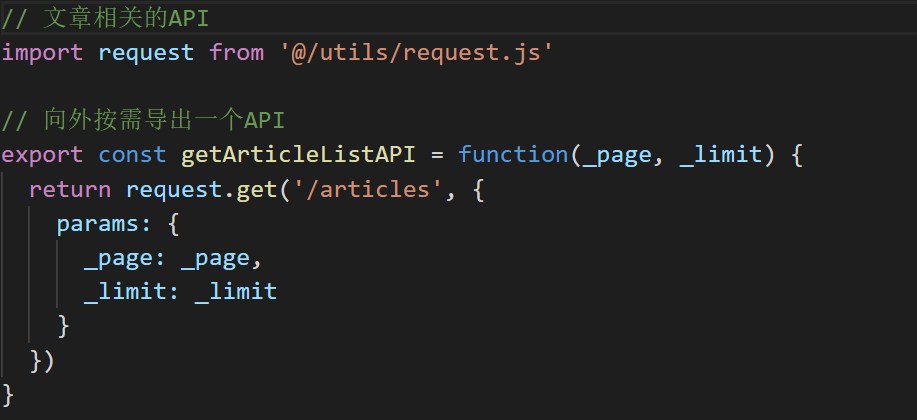 // 文章相关的API
import request from '@/utils/request.js'
// 向外按需导出一个API
export const getArticleListAPI = function(_page, _limit) {
return request.get('/articles', {
params: {
_page: _page,
_limit: _limit
}
})
}